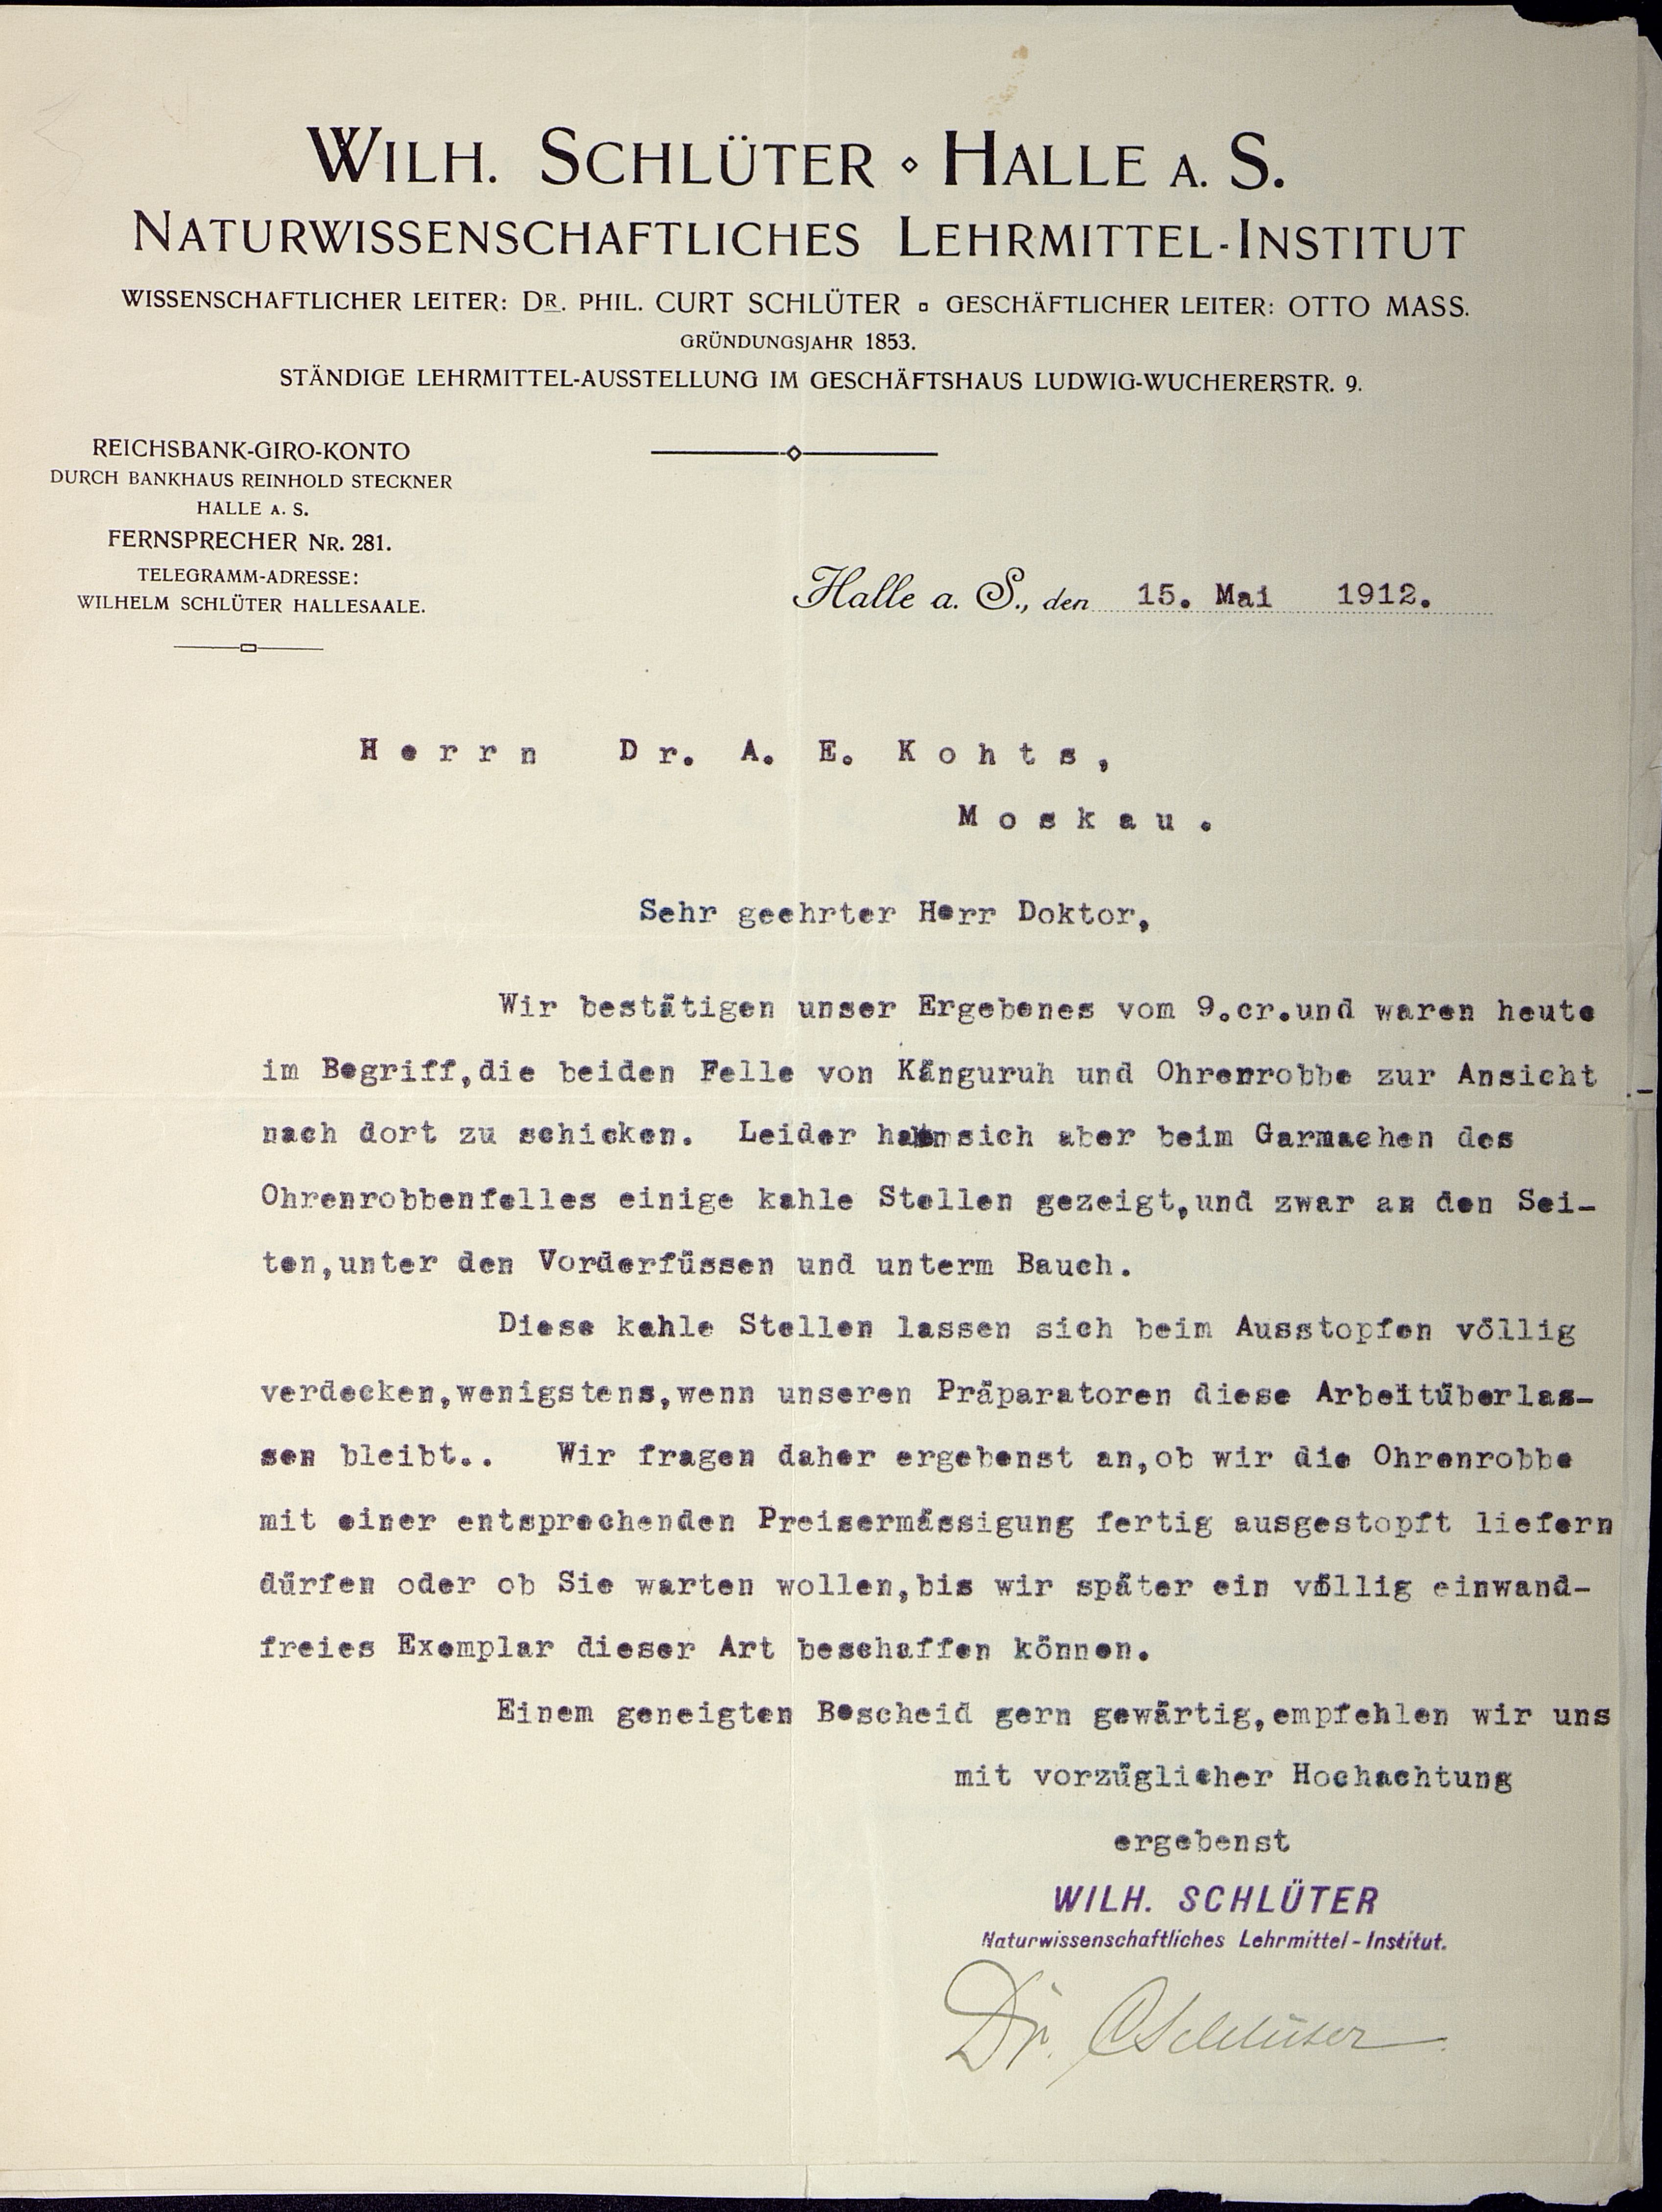 WILH. SCHLÜTER ⋄ HALLE A. S.
NATURWISSENSCHAFTLICHES LEHRMITTEL-INSTITUT
WISSENSCHAFTLICHER LEITER: DR. PHIL. CURT SCHLÜTER ▫ GESCHÄFTLICHER LEITER: OTTO MASS.
GRÜNDUNGSJAHR 1853.
STÄNDIGE LEHRMITTEL-AUSSTELLUNG IM GESCHÄFTSHAUS LUDWIG-WUCHERERSTR. 9.
REICHSBANK-GIRO-KONTO
DURCH BANKHAUS REINHOLD STECKNER
HALLE A. S.
FERNSPRECHER NR. 281.
TELEGRAMM-ADRESSE:
WILHELM SCHLÜTER HALLESAALE.
Halle a. S., den 15. Mai 1912.
Herrn Dr. A. E. Kohts,
Moskau.
Sehr geehrter Herr Doktor,
Wir bestätigen unser Ergebenes vom 9.cr.und waren heute
im Begriff,die beiden Felle von Känguruh und Ohrenrobbe zur Ansicht
nach dort zu schicken. Leider haben sich aber beim Garmachen des
Ohrenrobbenfelles einige kahle Stellen gezeigt,und zwar an den Sei-
ten,unter den Vorderfüssen und unterm Bauch.
Diese kahle Stellen lassen sich beim Ausstopfen völlig
verdecken,wenigstens,wenn unseren Präparatoren diese Arbeitüberlas-
sen bleibt.. Wir fragen daher ergebenst an,ob wir die Ohrenrobbe
mit einer entsprechenden Preisermässigung fertig ausgestopft liefern
dürfen oder ob Sie warten wollen,bis wir später ein völlig einwand-
freies Exemplar dieser Art beschaffen können.
Einem geneigten Bescheid gern gewärtig,empfehlen wir uns
mit vorzüglicher Hochachtung
ergebenst
WILH. SCHLÜTER
Naturwissenschaftliches Lehrmittel-Institut.
Dr. C Schlüter